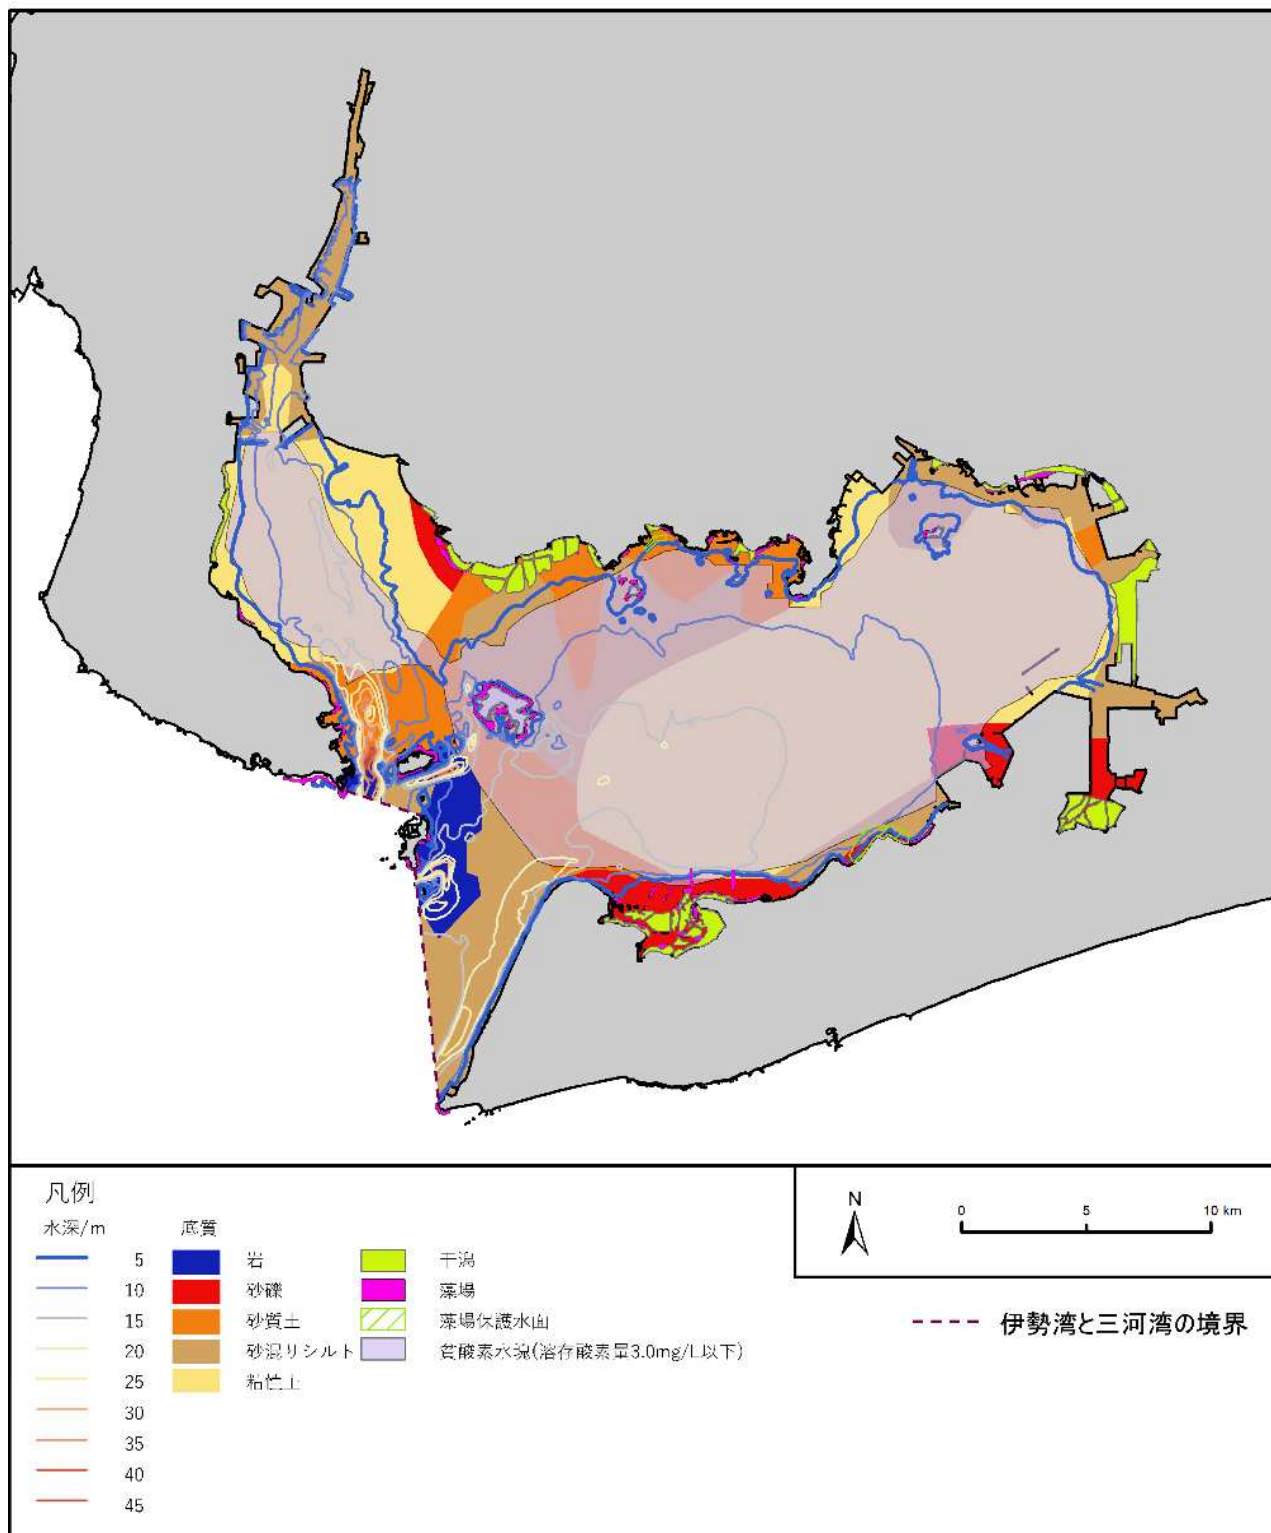 凡例
水深/m
底質
5
岩
干潟
10
砂礫
藻場
15
砂質土
藻場保護水面
20
砂混りシルト
貧酸素水塊(溶存酸素量3.0mg/L以下)
25
粘性土
30
35
40
45
N
0 5 10 km
伊勢湾と三河湾の境界